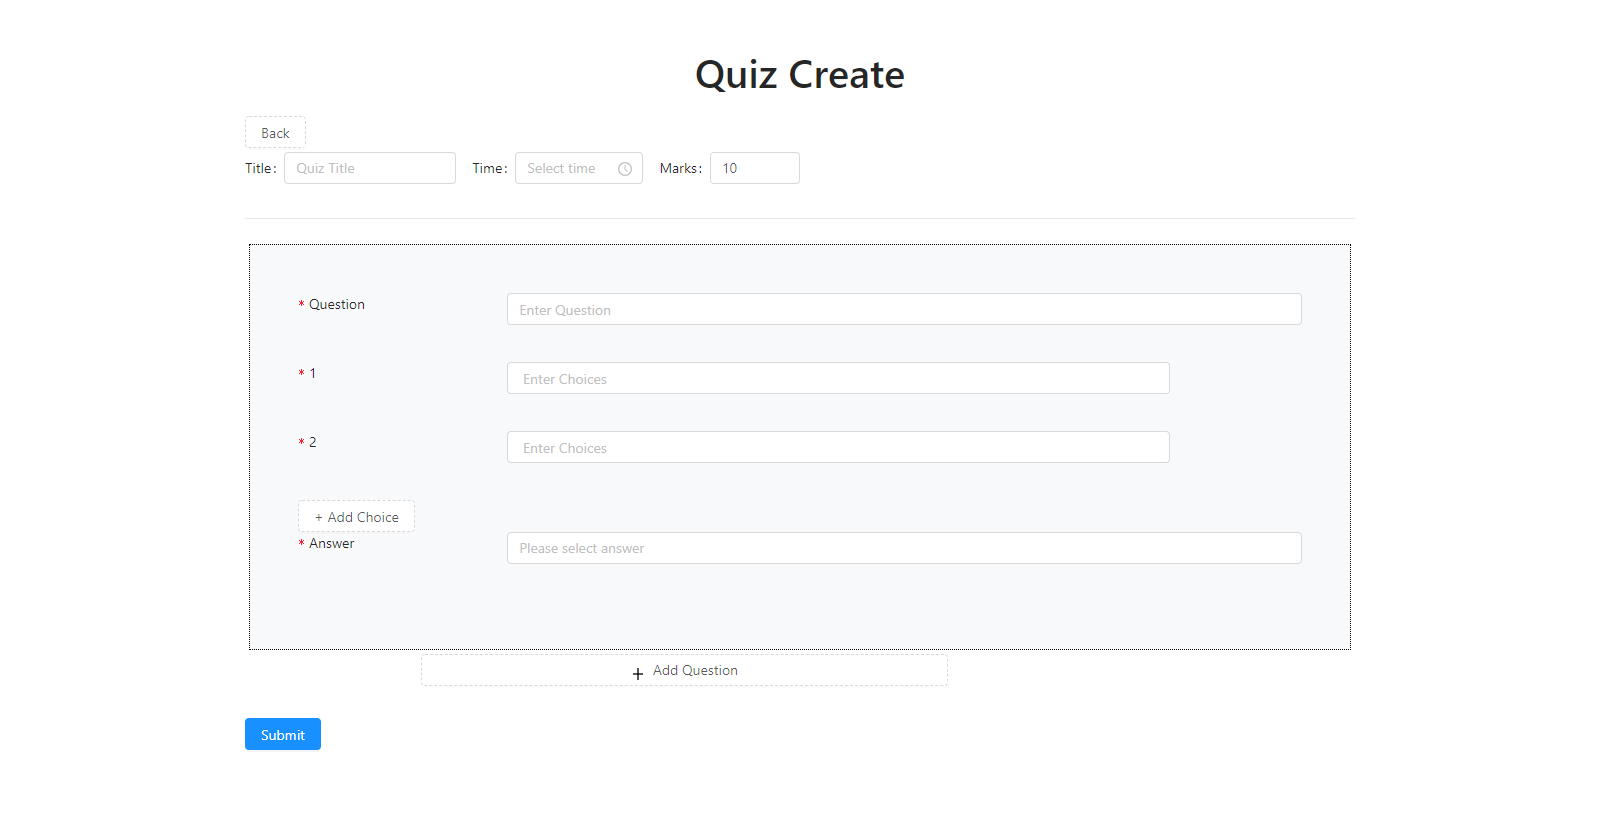 Quiz Create
Back
Title: Quiz Title Time: Select time Marks: 10
* Question Enter Question
* 1 Enter Choices
* 2 Enter Choices
+ Add Choice
* Answer Please select answer
+ Add Question
Submit